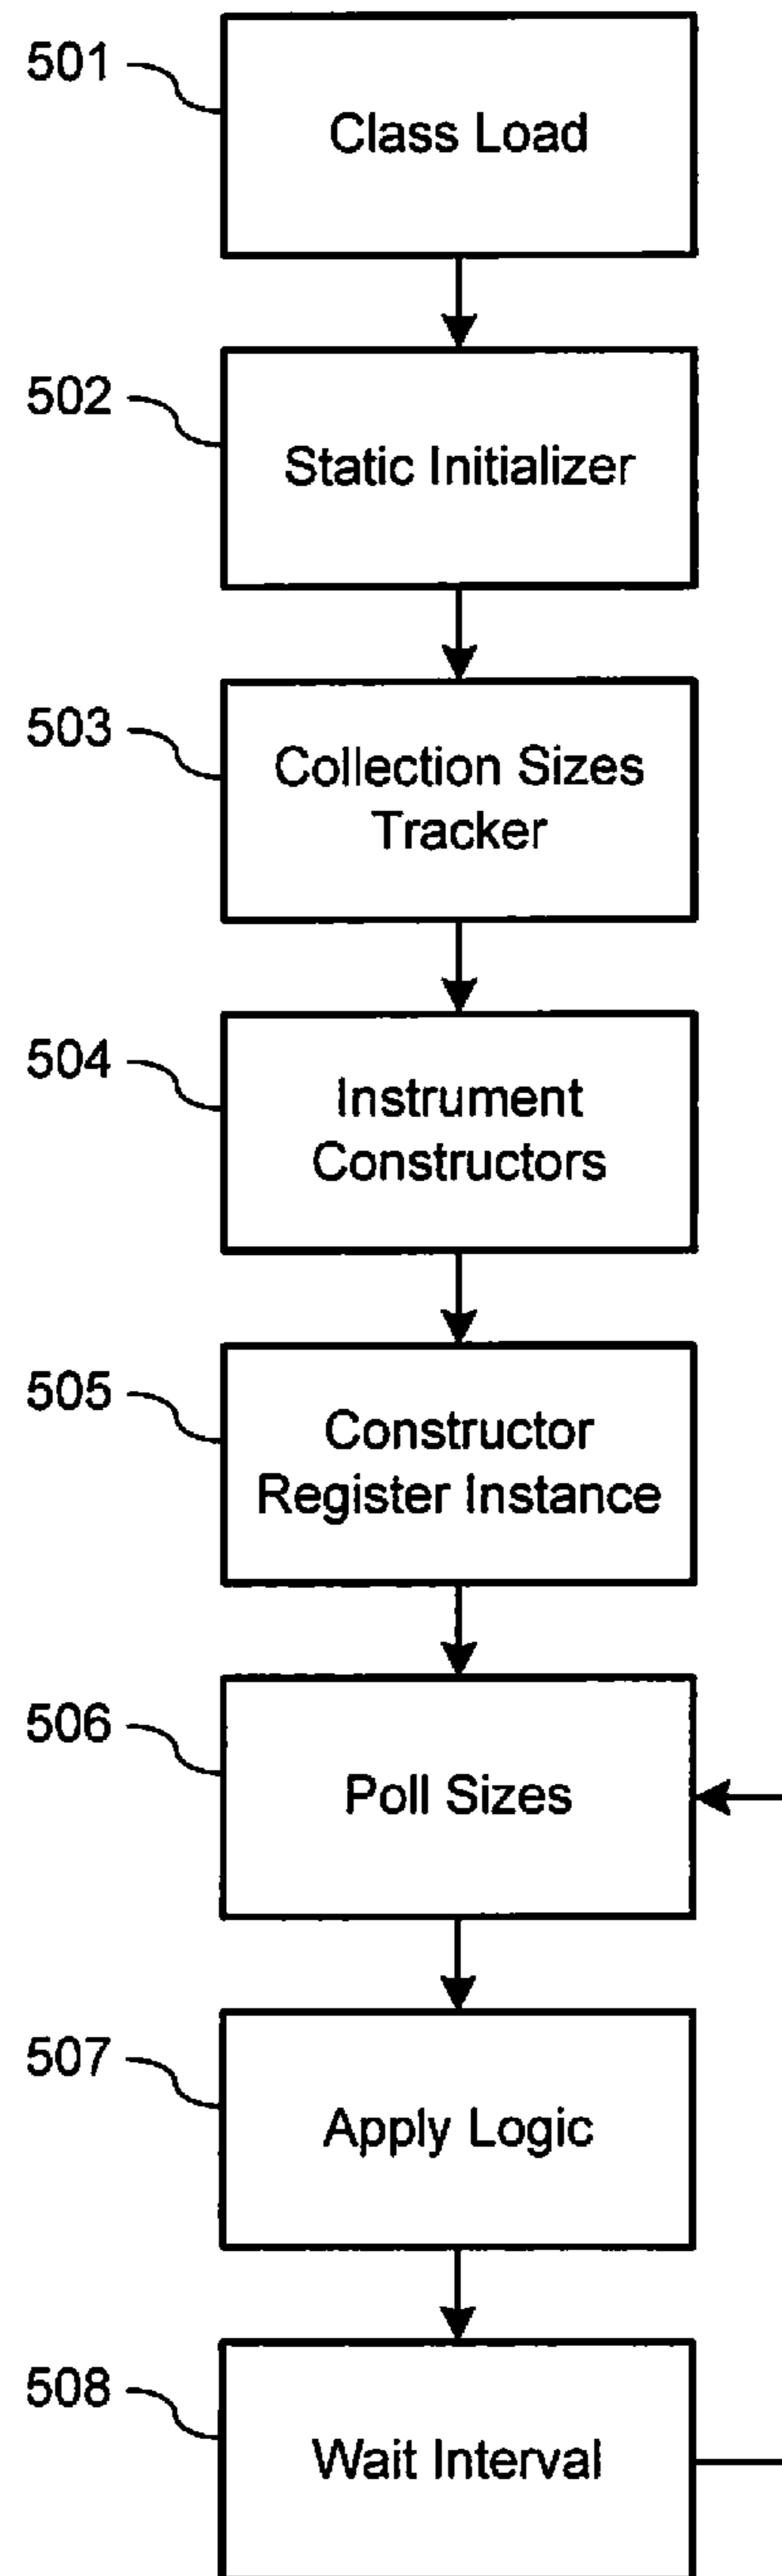 501
Class Load
502
Static Initializer
503
Collection Sizes
Tracker
504
Instrument
Constructors
505
Constructor
Register Instance
506
Poll Sizes
507
Apply Logic
508
Wait Interval